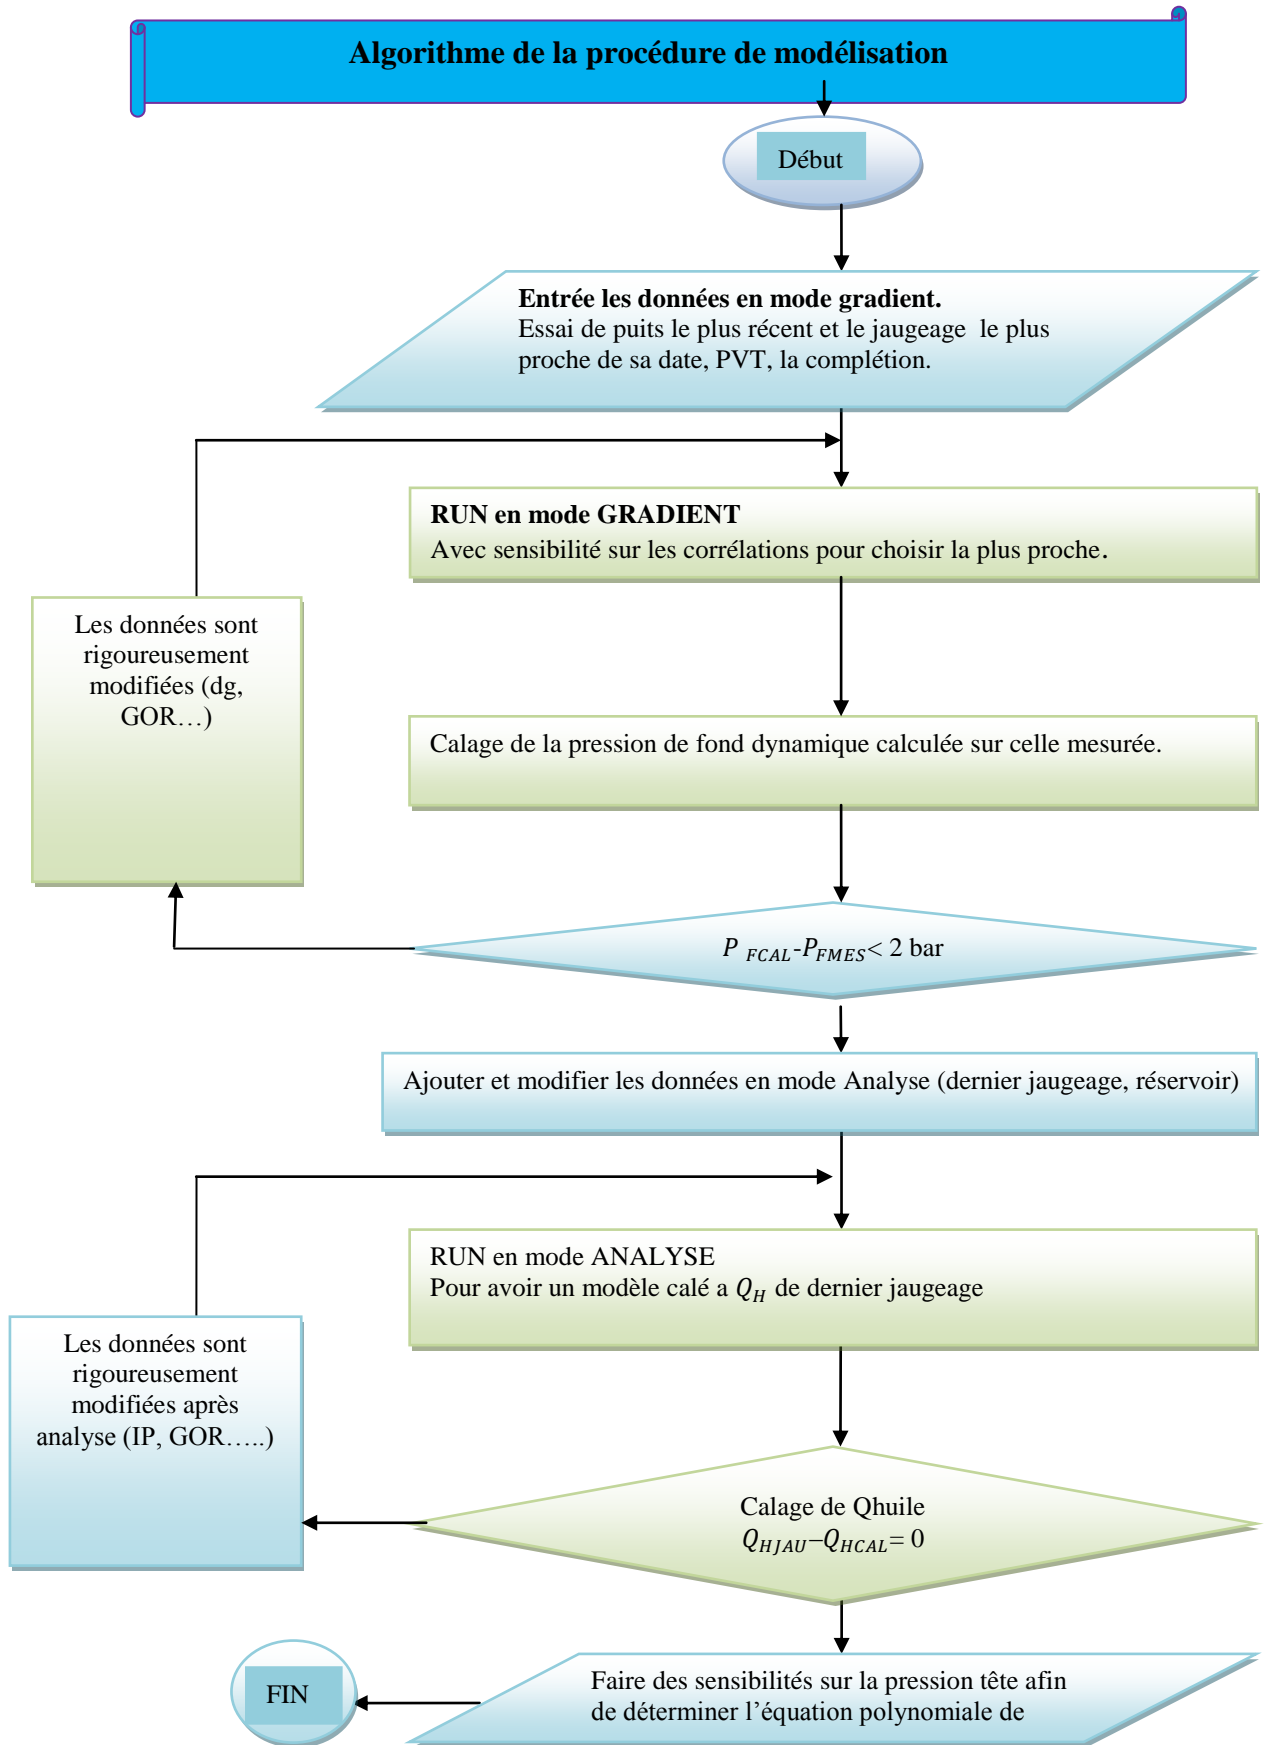 Algorithme de la procédure de modélisation
Début
Entrée les données en mode gradient.
Essai de puits le plus récent et le jaugeage le plus
proche de sa date, PVT, la complétion.
RUN en mode GRADIENT
Avec sensibilité sur les corrélations pour choisir la plus proche.
Les données sont
rigoureusement
modifiées (dg,
GOR…)
Calage de la pression de fond dynamique calculée sur celle mesurée.
P FCAL-PFMES< 2 bar
Ajouter et modifier les données en mode Analyse (dernier jaugeage, réservoir)
RUN en mode ANALYSE
Pour avoir un modèle calé a QH de dernier jaugeage
Les données sont
rigoureusement
modifiées après
analyse (IP, GOR…..)
Calage de Qhuile
QHJAU−QHCAL= 0
Faire des sensibilités sur la pression tête afin
de déterminer l’équation polynomiale de
FIN